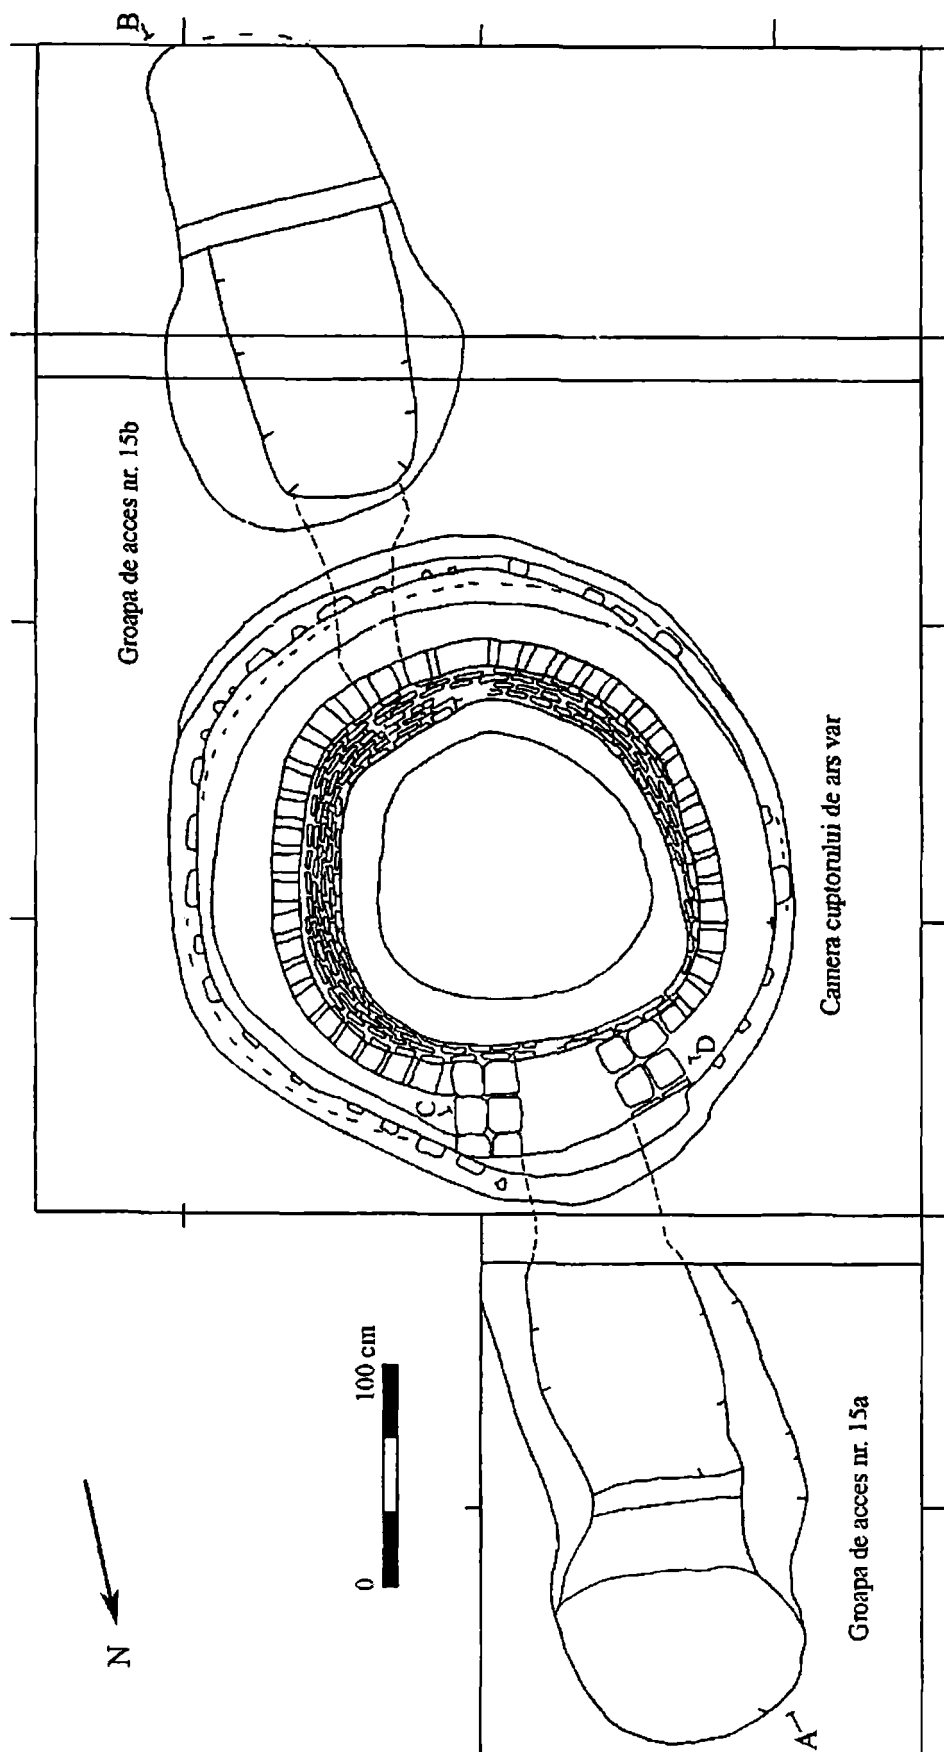 B
Groapa de acces nr. 15b
Camera cuptorului de ars var
C
D
0
100 cm
N
Groapa de acces nr. 15a
A